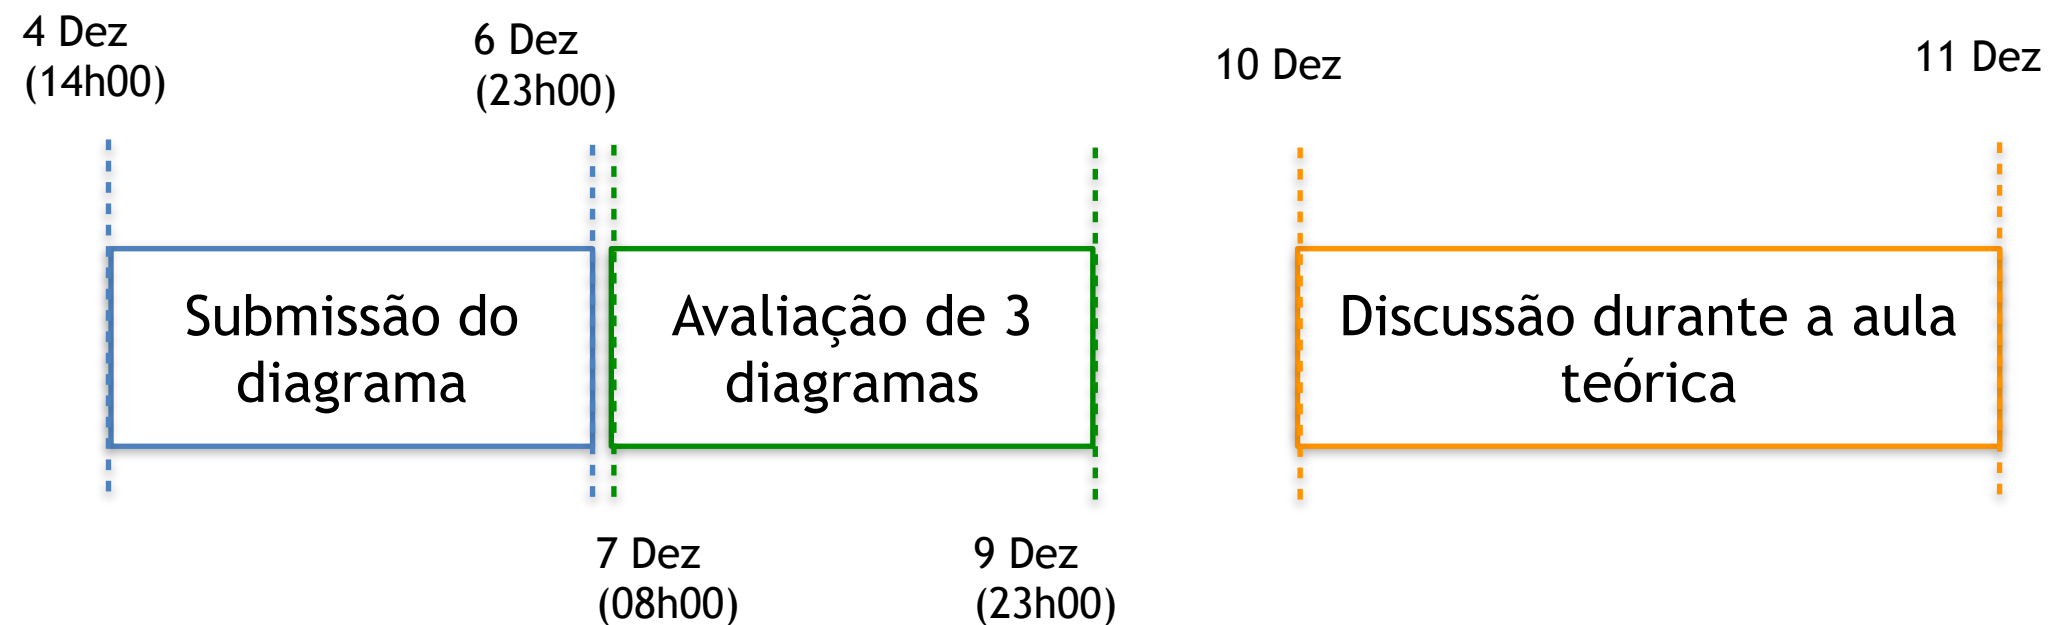 4 Dez
(14h00)
6 Dez
(23h00)
10 Dez
11 Dez
Submissão do
diagrama
Avaliação de 3
diagramas
Discussão durante a aula
teórica
7 Dez
(08h00)
9 Dez
(23h00)